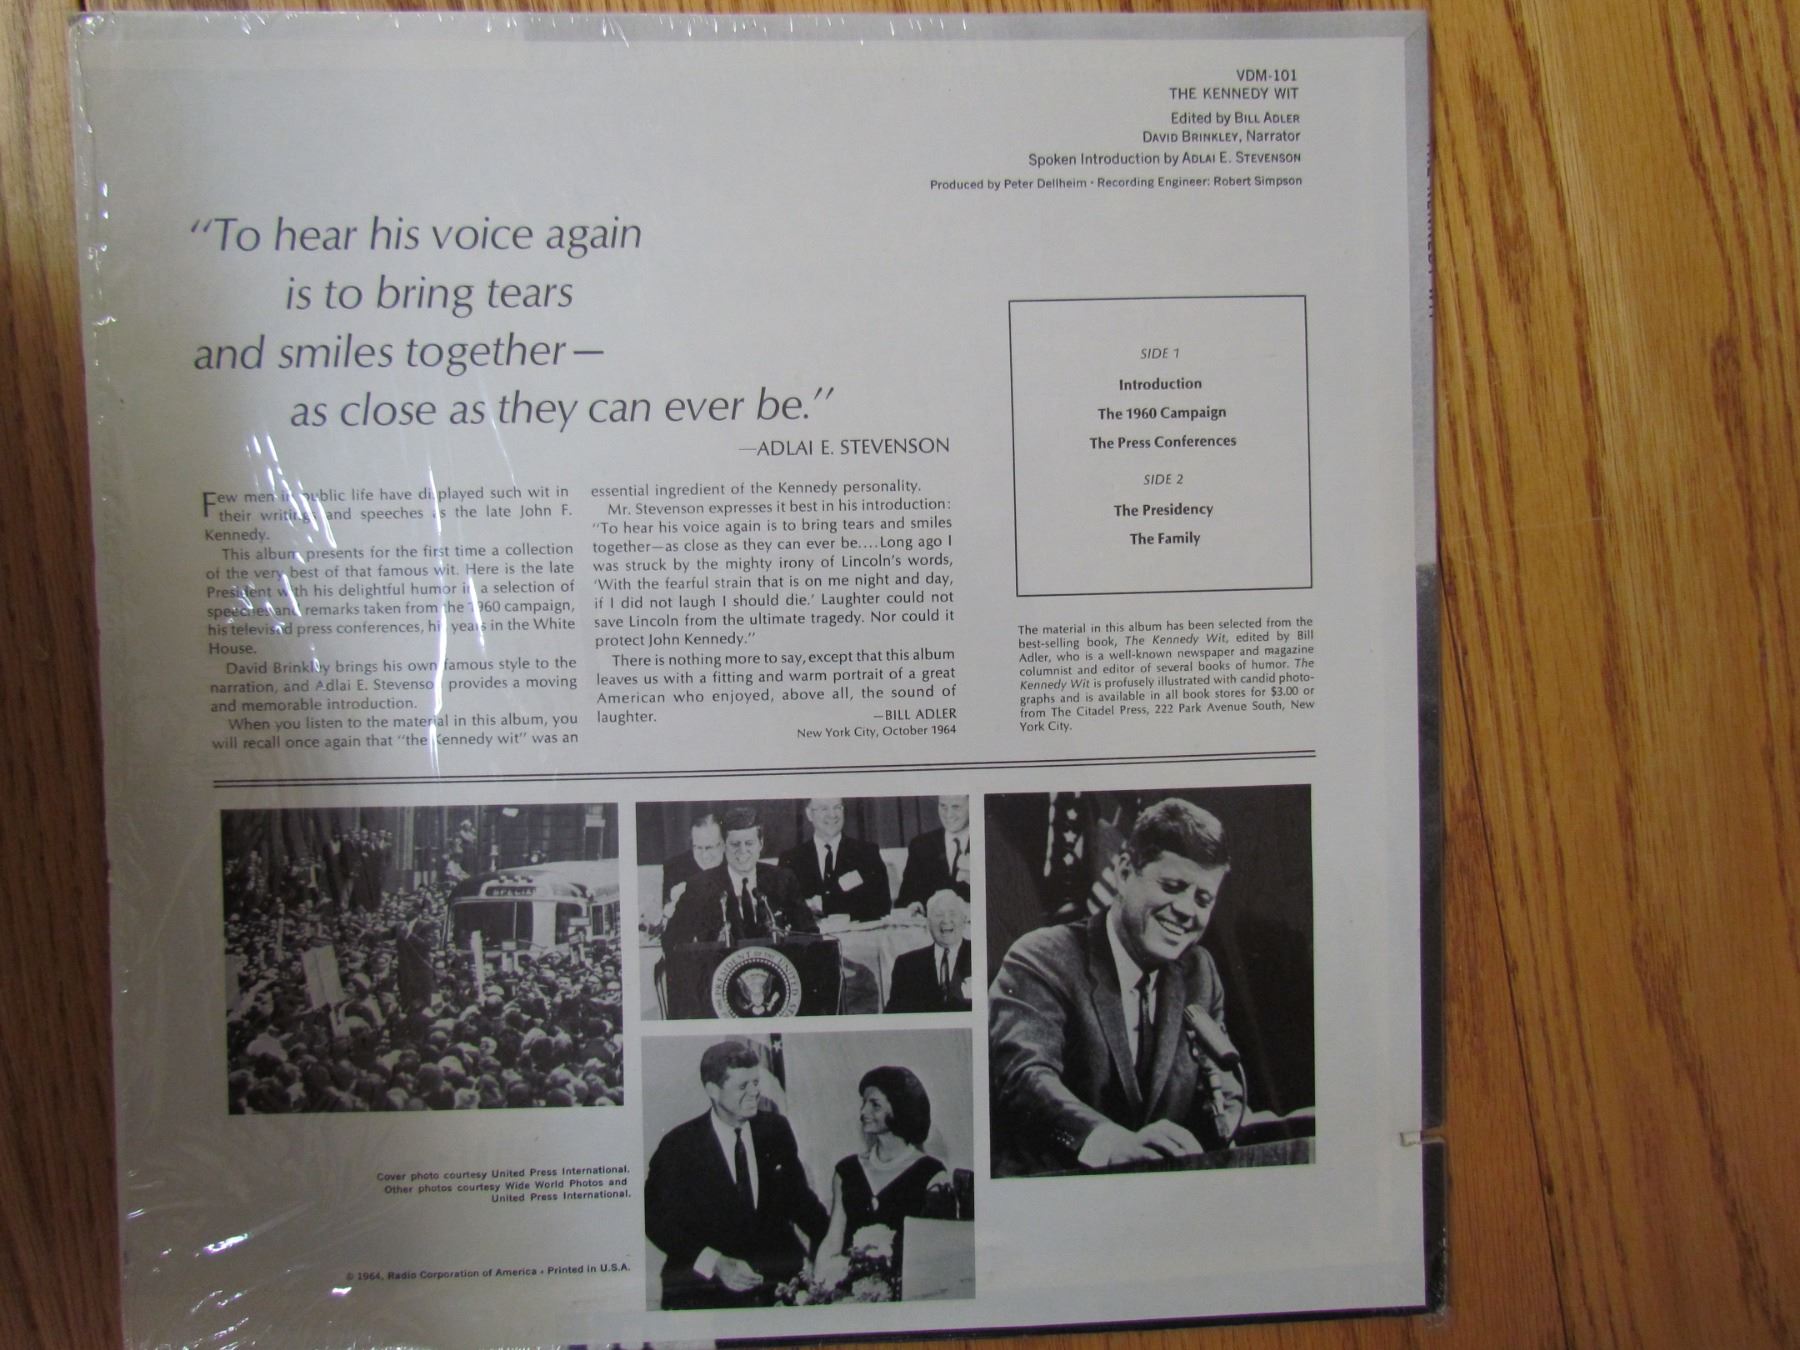 VDM-101
THE KENNEDY WIT
Edited by BILL ADLER
DAVID BRINKLEY, Narrator
Spoken Introduction by ADLAI E. STEVENSON
Produced by Peter Dellheim • Recording Engineer: Robert Simpson
"To hear his voice again
is to bring tears
and smiles together—
as close as they can ever be."
—ADLAI E. STEVENSON
Few men in public life have displayed such wit in
their writings and speeches as the late John F.
Kennedy.
This album presents for the first time a collection
of the very best of that famous wit. Here is the late
President with his delightful humor in a selection of
speeches and remarks taken from the 1960 campaign,
his televised press conferences, his years in the White
House.
David Brinkley brings his own famous style to the
narration, and Adlai E. Stevenson provides a moving
and memorable introduction.
When you listen to the material in this album, you
will recall once again that "the Kennedy wit" was an
essential ingredient of the Kennedy personality.
Mr. Stevenson expresses it best in his introduction:
"To hear his voice again is to bring tears and smiles
together—as close as they can ever be....Long ago I
was struck by the mighty irony of Lincoln's words,
'With the fearful strain that is on me night and day,
if I did not laugh I should die.' Laughter could not
save Lincoln from the ultimate tragedy. Nor could it
protect John Kennedy."
There is nothing more to say, except that this album
leaves us with a fitting and warm portrait of a great
American who enjoyed, above all, the sound of
laughter.
—BILL ADLER
New York City, October 1964
SIDE 1
Introduction
The 1960 Campaign
The Press Conferences
SIDE 2
The Presidency
The Family
The material in this album has been selected from the
best-selling book, The Kennedy Wit, edited by Bill
Adler, who is a well-known newspaper and magazine
columnist and editor of several books of humor. The
Kennedy Wit is profusely illustrated with candid photo-
graphs and is available in all book stores for $3.00 or
from The Citadel Press, 222 Park Avenue South, New
York City.
SPECIAL
PRESIDENT OF THE UNITED STATES
Cover photo courtesy United Press International.
Other photos courtesy Wide World Photos and
United Press International.
© 1964, Radio Corporation of America • Printed in U.S.A.